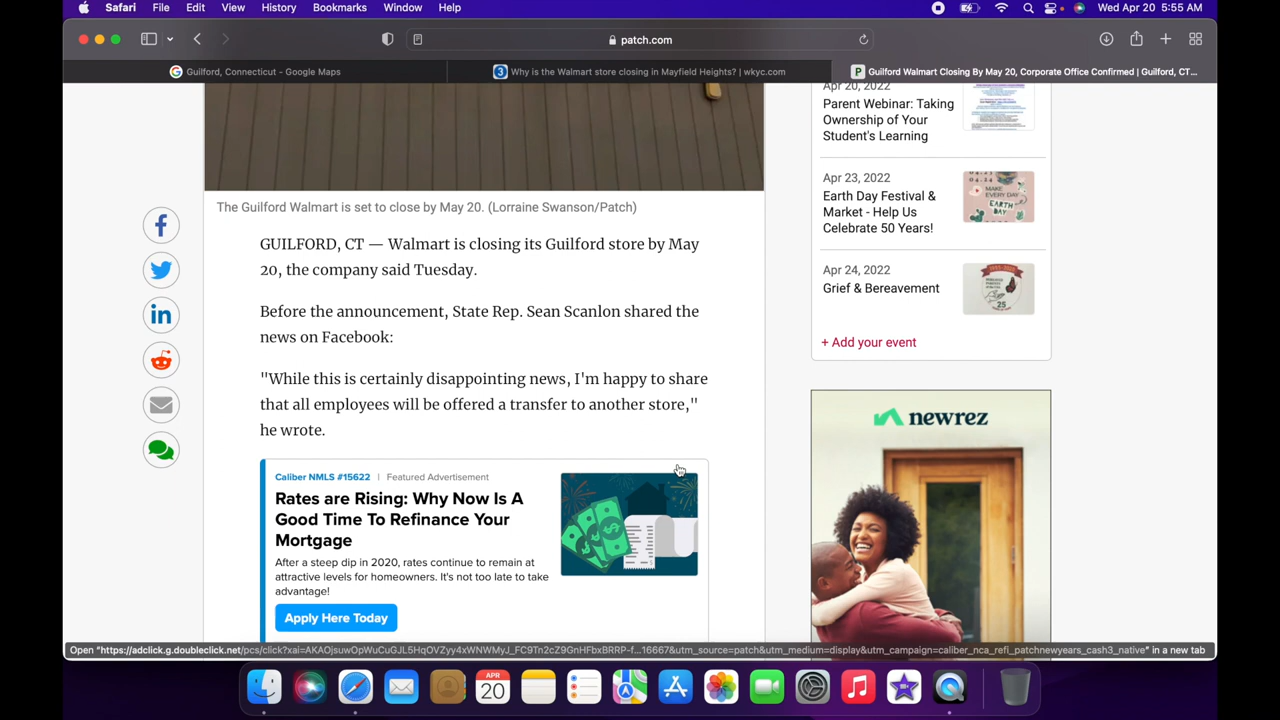 Safari File Edit View History Bookmarks Window Help Wed Apr 20 5:55 AM
patch.com
Guilford, Connecticut - Google Maps
Why is the Walmart store closing in Mayfield Heights? | wkyc.com
Guilford Walmart Closing By May 20, Corporate Office Confirmed | Guilford, CT...
The Guilford Walmart is set to close by May 20. (Lorraine Swanson/Patch)
GUILFORD, CT — Walmart is closing its Guilford store by May
20, the company said Tuesday.
Before the announcement, State Rep. Sean Scanlon shared the
news on Facebook:
"While this is certainly disappointing news, I'm happy to share
that all employees will be offered a transfer to another store,"
he wrote.
Caliber NMLS #15622 | Featured Advertisement
Rates are Rising: Why Now Is A
Good Time To Refinance Your
Mortgage
After a steep dip in 2020, rates continue to remain at
attractive levels for homeowners. It's not too late to take
advantage!
Apply Here Today
Apr 20, 2022
Parent Webinar: Taking
Ownership of Your
Student's Learning
Apr 23, 2022
Earth Day Festival &
Market - Help Us
Celebrate 50 Years!
MAKE
EVERY DAY
EARTH
DAY
Apr 24, 2022
Grief & Bereavement
25
+ Add your event
newrez
APR
20